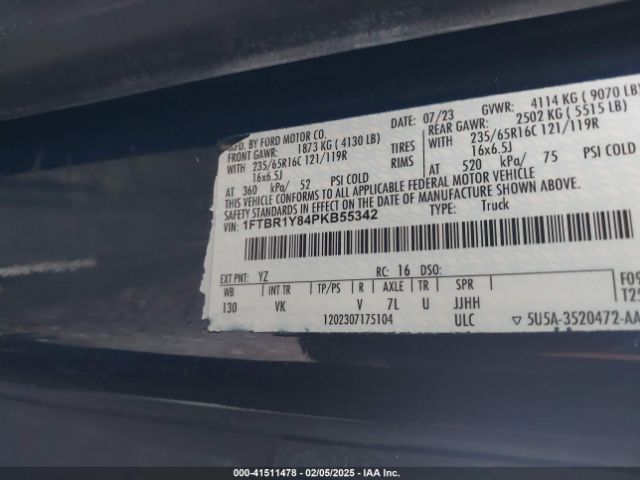 MFG. BY FORD MOTOR CO. DATE: 07/23 GVWR: 4114 KG ( 9070 LB)
FRONT GAWR: 1873 KG ( 4130 LB) REAR GAWR: 2502 KG ( 5515 LB)
WITH 235/65R16C 121/119R TIRES WITH 235/65R16C 121/119R
16x6.5J RIMS 16x6.5J
AT 360 kPa/ 52 PSI COLD AT 520 kPa/ 75 PSI COLD
THIS VEHICLE CONFORMS TO ALL APPLICABLE FEDERAL MOTOR VEHICLE
SAFETY STANDARDS IN EFFECT ON THE DATE OF MANUFACTURE SHOWN ABOVE.
VIN: 1FTBR1Y84PKB55342 TYPE: Truck
EXT PNT: YZ RC: 16 DSO:
WB INT TR TP/PS R AXLE TR SPR
130 VK V 7L U JJHH
1202307175104 ULC ▽ 5U5A-3520472-AA
F09
T25
000-41511478 - 02/05/2025 - IAA Inc.